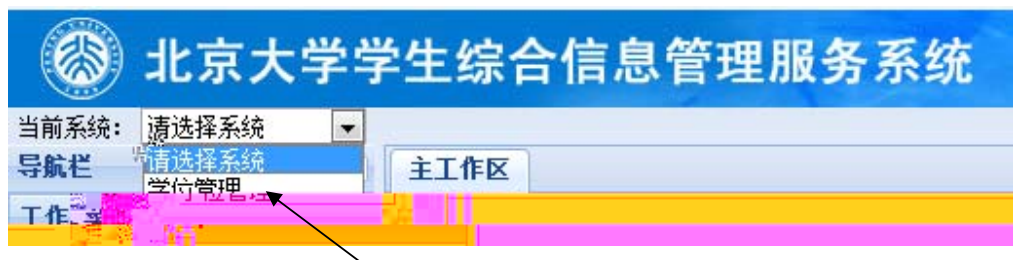 北京大学学生综合信息管理服务系统
当前系统： 请选择系统
导航栏 请选择系统 主工作区
学位管理
工作